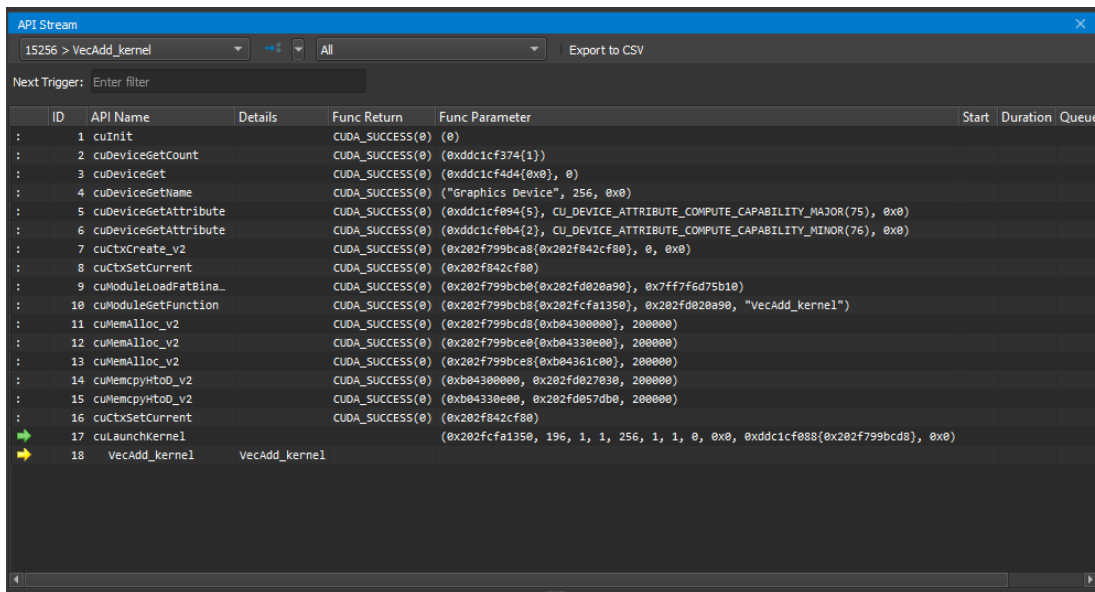 API Stream
15256 > VecAdd_kernel All Export to CSV
Next Trigger: Enter filter
ID API Name Details Func Return Func Parameter Start Duration Queue
: 1 cuInit CUDA_SUCCESS(0) (0)
: 2 cuDeviceGetCount CUDA_SUCCESS(0) (0xddc1cf374{1})
: 3 cuDeviceGet CUDA_SUCCESS(0) (0xddc1cf4d4{0x0}, 0)
: 4 cuDeviceGetName CUDA_SUCCESS(0) ("Graphics Device", 256, 0x0)
: 5 cuDeviceGetAttribute CUDA_SUCCESS(0) (0xddc1cf094{5}, CU_DEVICE_ATTRIBUTE_COMPUTE_CAPABILITY_MAJOR(75), 0x0)
: 6 cuDeviceGetAttribute CUDA_SUCCESS(0) (0xddc1cf0b4{2}, CU_DEVICE_ATTRIBUTE_COMPUTE_CAPABILITY_MINOR(76), 0x0)
: 7 cuCtxCreate_v2 CUDA_SUCCESS(0) (0x202f799bca8{0x202f842cf80}, 0, 0x0)
: 8 cuCtxSetCurrent CUDA_SUCCESS(0) (0x202f842cf80)
: 9 cuModuleLoadFatBina… CUDA_SUCCESS(0) (0x202f799bcb0{0x202fd020a90}, 0x7ff7f6d75b10)
: 10 cuModuleGetFunction CUDA_SUCCESS(0) (0x202f799bcb8{0x202fcfa1350}, 0x202fd020a90, "VecAdd_kernel")
: 11 cuMemAlloc_v2 CUDA_SUCCESS(0) (0x202f799bcd8{0xb04300000}, 200000)
: 12 cuMemAlloc_v2 CUDA_SUCCESS(0) (0x202f799bce0{0xb04330e00}, 200000)
: 13 cuMemAlloc_v2 CUDA_SUCCESS(0) (0x202f799bce8{0xb04361c00}, 200000)
: 14 cuMemcpyHtoD_v2 CUDA_SUCCESS(0) (0xb04300000, 0x202fd027030, 200000)
: 15 cuMemcpyHtoD_v2 CUDA_SUCCESS(0) (0xb04330e00, 0x202fd057db0, 200000)
: 16 cuCtxSetCurrent CUDA_SUCCESS(0) (0x202f842cf80)
17 cuLaunchKernel (0x202fcfa1350, 196, 1, 1, 256, 1, 1, 0, 0x0, 0xddc1cf088{0x202f799bcd8}, 0x0)
18 VecAdd_kernel VecAdd_kernel